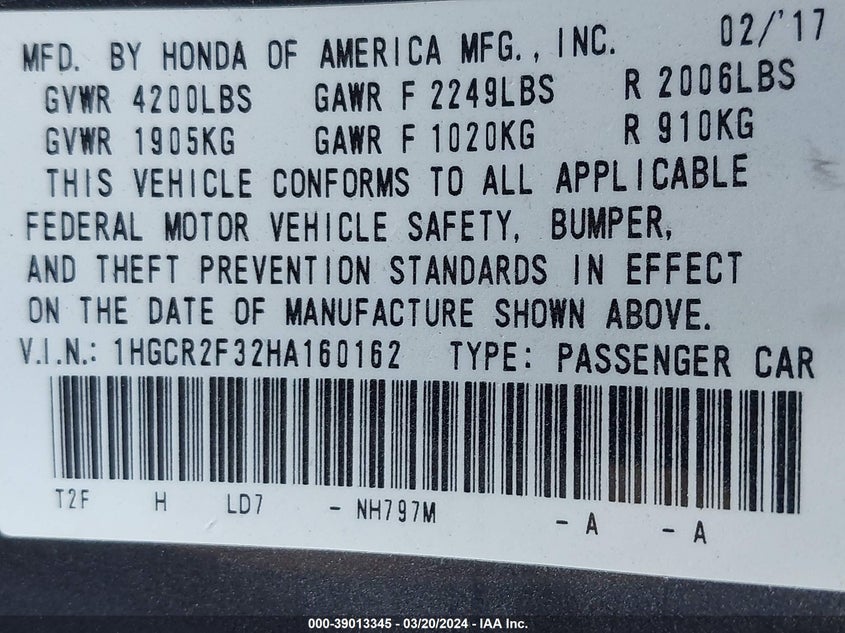 MFD. BY HONDA OF AMERICA MFG., INC. 02/'17
GVWR 4200LBS GAWR F 2249LBS R 2006LBS
GVWR 1905KG GAWR F 1020KG R 910KG
THIS VEHICLE CONFORMS TO ALL APPLICABLE
FEDERAL MOTOR VEHICLE SAFETY, BUMPER,
AND THEFT PREVENTION STANDARDS IN EFFECT
ON THE DATE OF MANUFACTURE SHOWN ABOVE.
V.I.N.: 1HGCR2F32HA160162 TYPE: PASSENGER CAR
T2F H LD7 - NH797M - A - A
000-39013345 - 03/20/2024 - IAA Inc.